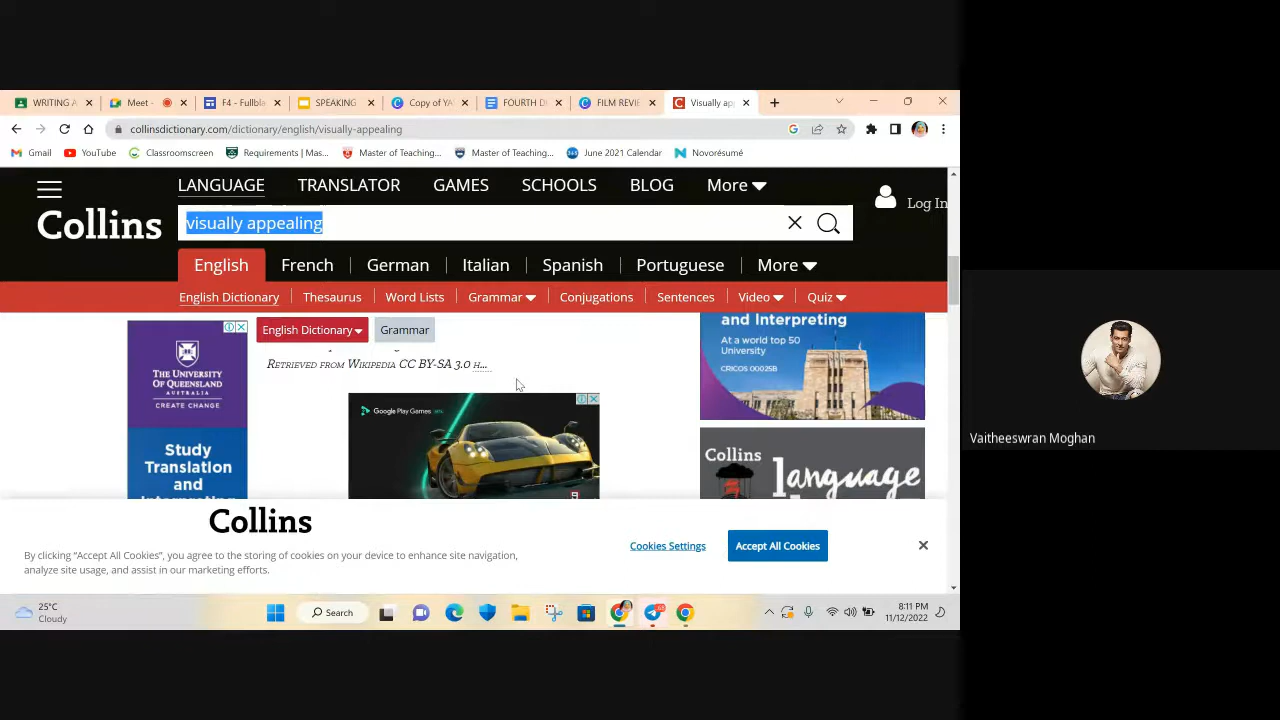 WRITING A
Meet -
F4 - Fullbla
SPEAKING
Copy of YA
FOURTH D
FILM REVIE
Visually ap
collinsdictionary.com/dictionary/english/visually-appealing
Gmail
YouTube
Classroomscreen
Requirements | Mas...
Master of Teaching...
Master of Teaching...
June 2021 Calendar
Novorésumé
LANGUAGE
TRANSLATOR
GAMES
SCHOOLS
BLOG
More
Log In
Collins
visually appealing
English
French
German
Italian
Spanish
Portuguese
More
English Dictionary
Thesaurus
Word Lists
Grammar
Conjugations
Sentences
Video
Quiz
English Dictionary
Grammar
Retrieved from Wikipedia CC BY-SA 3.0 h...
THE UNIVERSITY
OF QUEENSLAND
AUSTRALIA
CREATE CHANGE
Study
Translation
and
Google Play Games
and Interpreting
At a world top 50
University
CRICOS 00025B
Collins
language
Collins
By clicking “Accept All Cookies”, you agree to the storing of cookies on your device to enhance site navigation,
analyze site usage, and assist in our marketing efforts.
Cookies Settings
Accept All Cookies
Vaitheeswran Moghan
25°C
Cloudy
Search
8:11 PM
11/12/2022